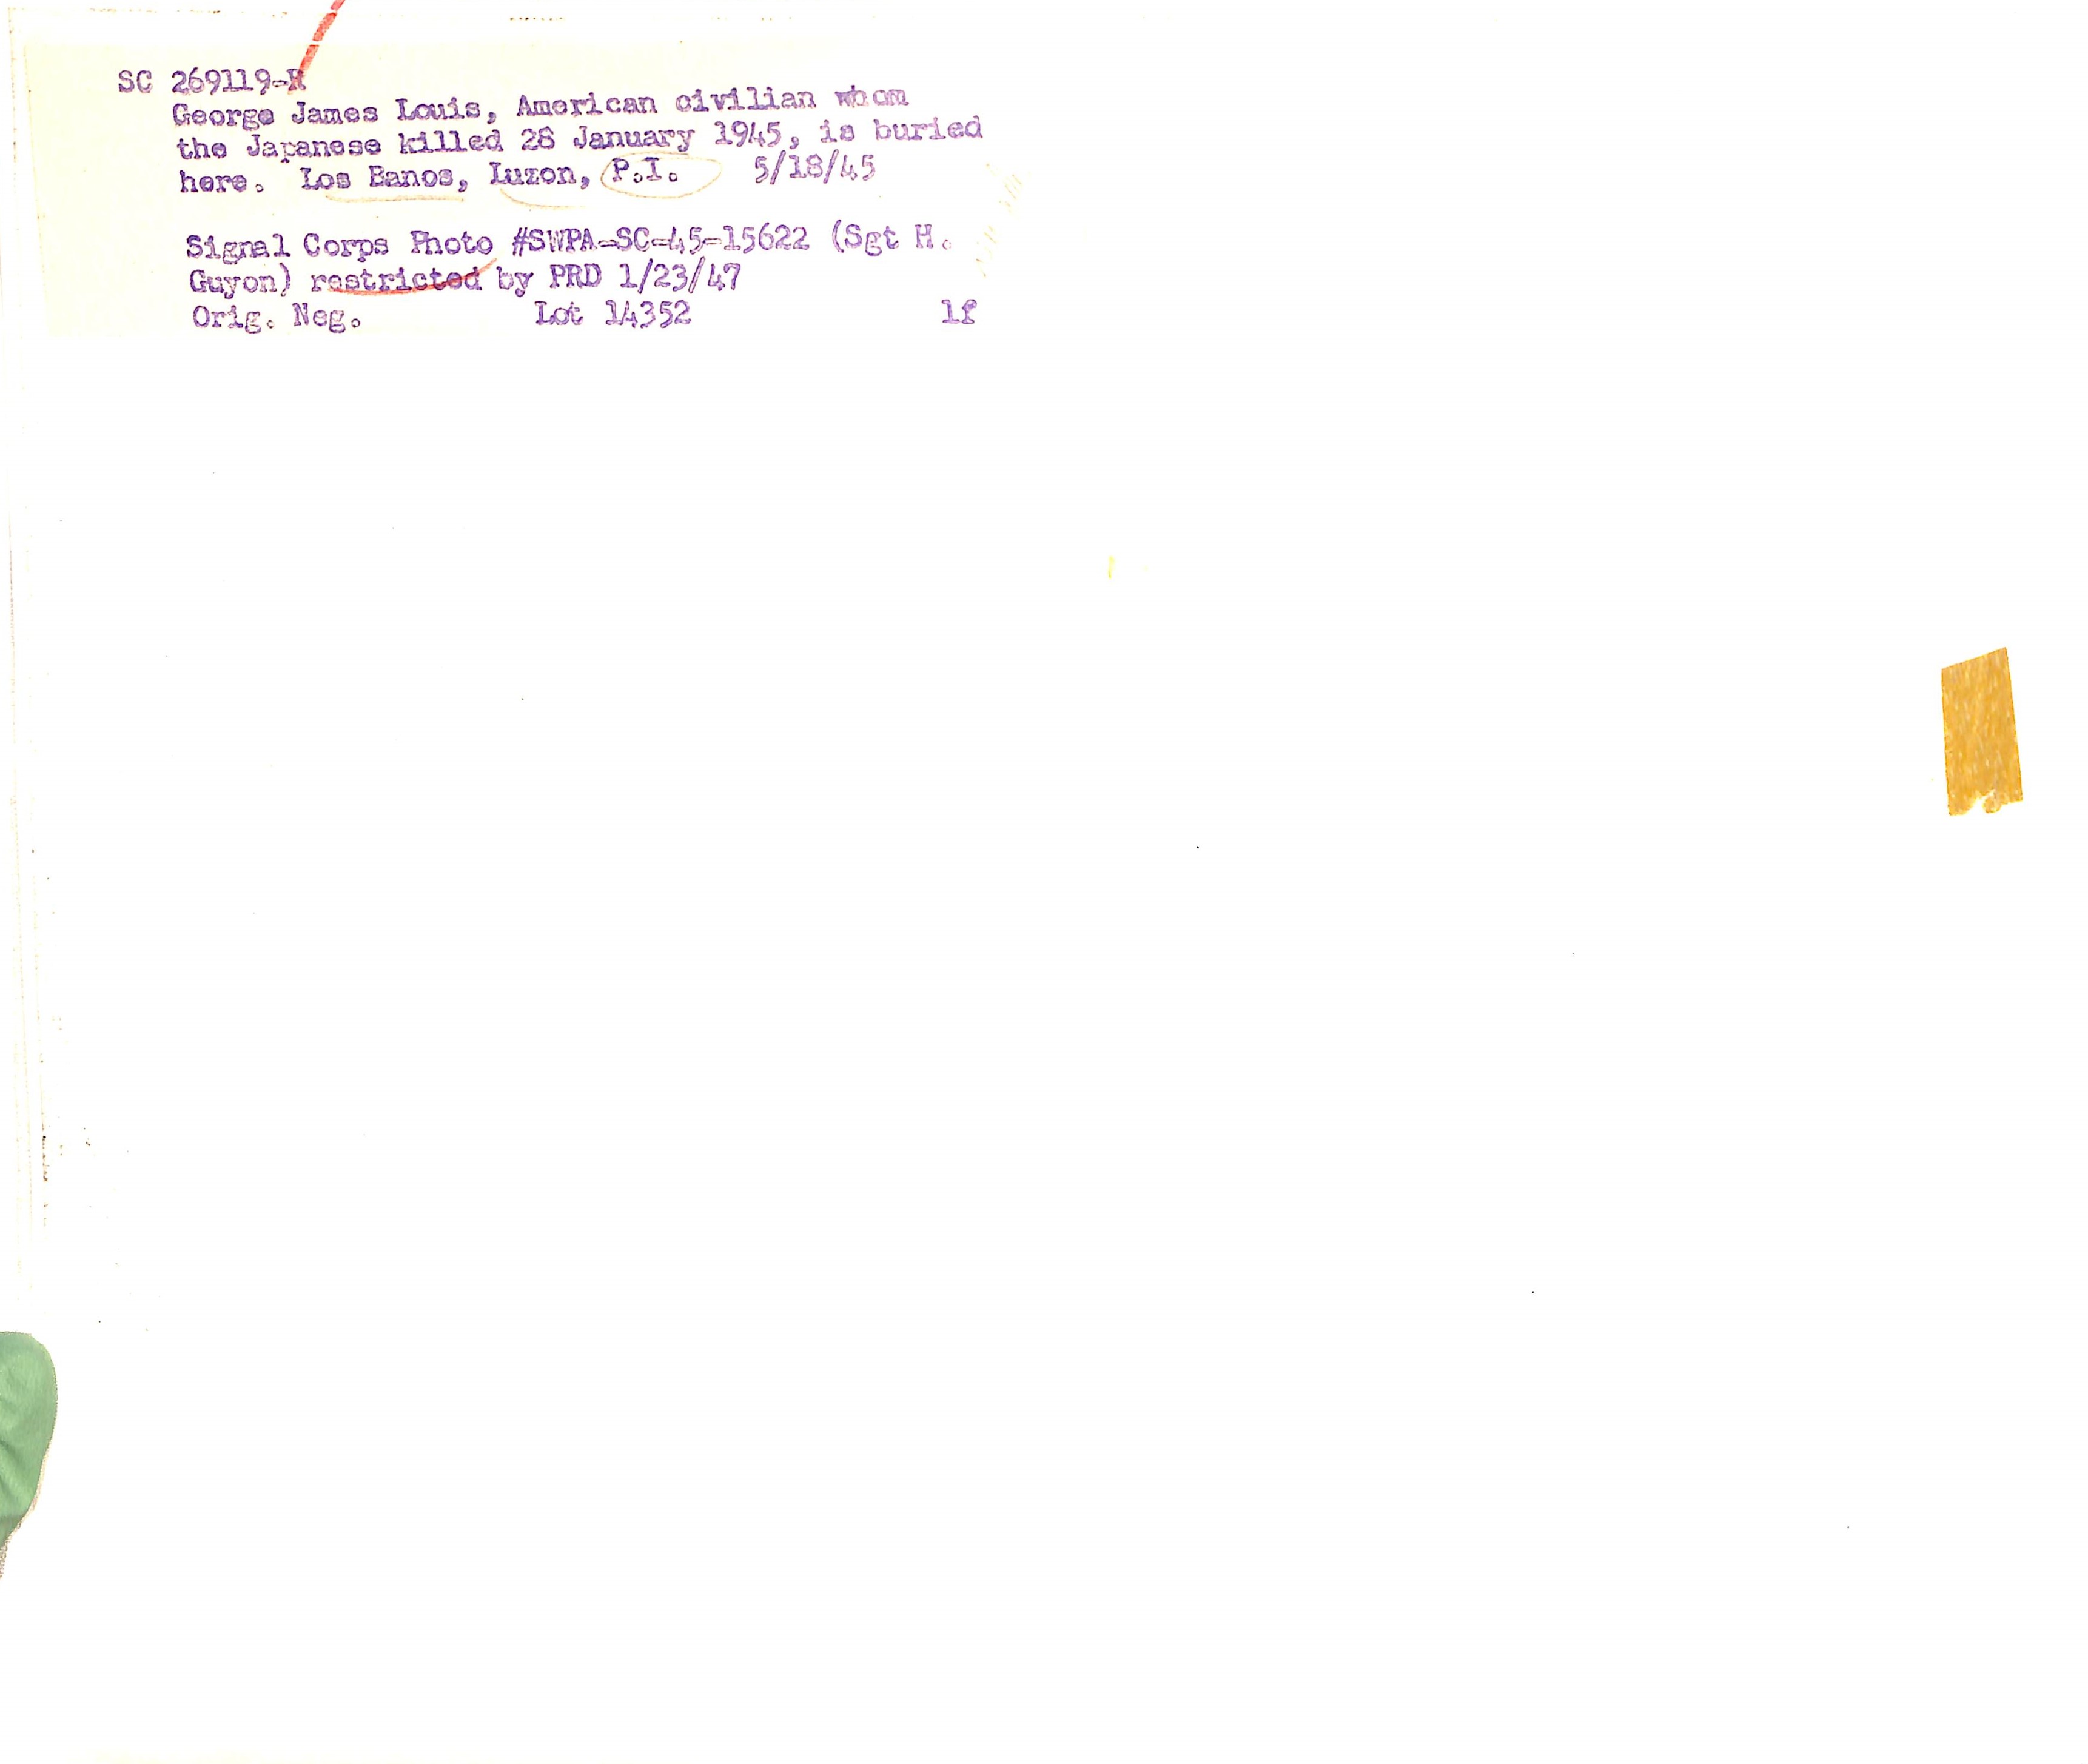 SC 269119-R
George James Louis, American civilian whom
the Japanese killed 28 January 1945, is buried
here. Los Banos, Luzon, P.I. 5/18/45
Signal Corps Photo #SWPA-SC-45-15622 (Sgt H.
Guyon) restricted by PRD 1/23/47
Orig. Neg. Lot 14352 lf